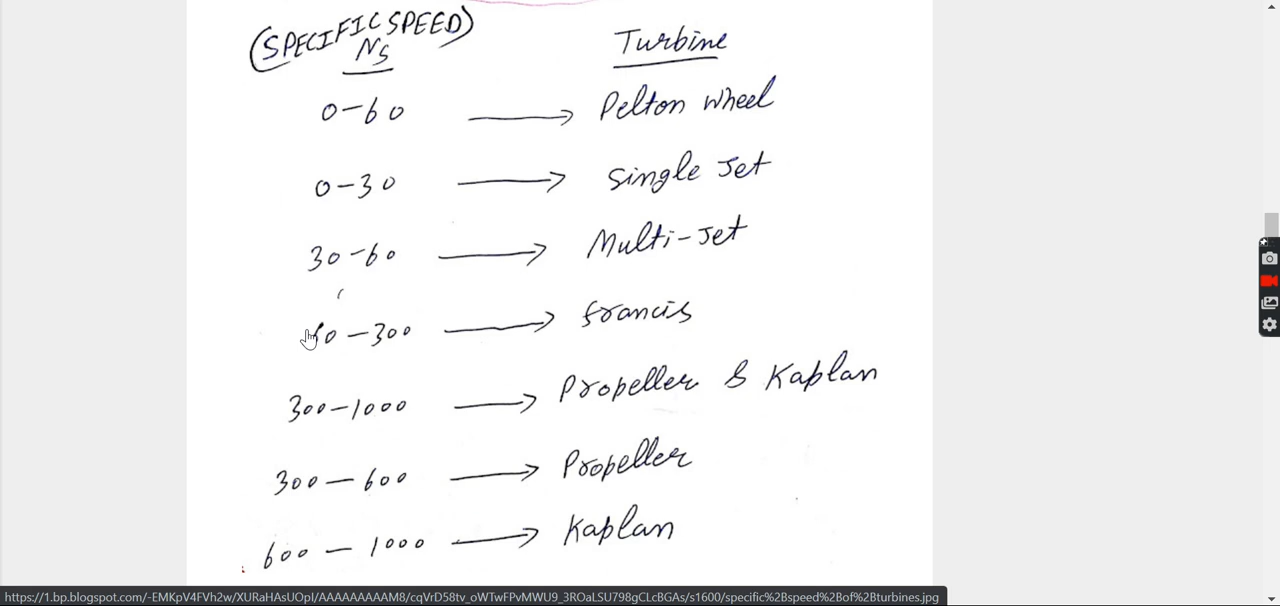 (SPECIFIC SPEED)
Ns Turbine
0-60 → Pelton wheel
0-30 → Single Jet
30-60 → Multi-Jet
60-300 → francis
300-1000 → Propeller & Kaplan
300-600 → Propeller
600-1000 → Kaplan
https://1.bp.blogspot.com/-EMKpV4FVh2w/XURaHAsUOpI/AAAAAAAAAM8/cqVrD58tv_oWTwFPvMWU9_3ROaLSU798gCLcBGAs/s1600/specific%2Bspeed%2Bof%2Bturbines.jpg